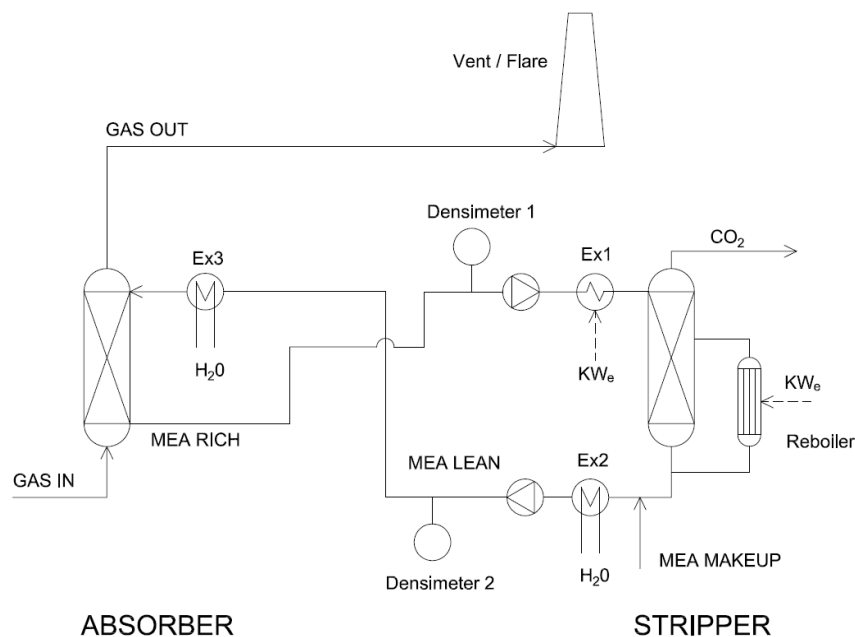 Vent / Flare
GAS OUT
Densimeter 1
CO₂
Ex3
Ex1
H₂0
KWₑ
KWₑ
MEA RICH
Reboiler
MEA LEAN
Ex2
GAS IN
H₂0
MEA MAKEUP
Densimeter 2
ABSORBER
STRIPPER